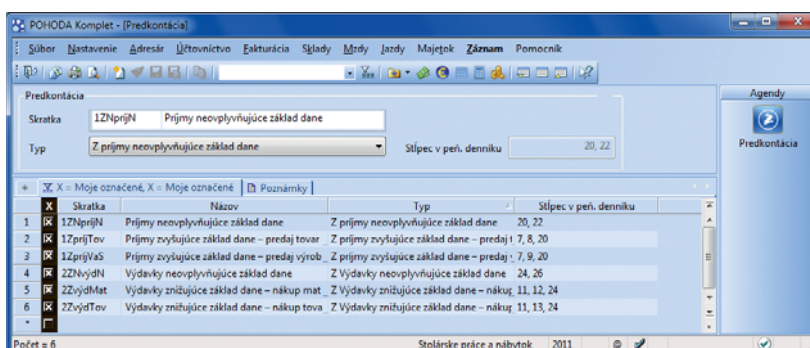 POHODA Komplet - [Predkontácia]
Súbor Nastavenie Adresár Účtovníctvo Fakturácia Sklady Mzdy Jazdy Majetok Záznam Pomocník
Predkontácia
Skratka 1ZNpríjN Príjmy neovplyvňujúce základ dane
Typ Z príjmy neovplyvňujúce základ dane Stĺpec v peň. denníku 20, 22
Agendy
Predkontácia
X = Moje označené, X = Moje označené Poznámky
X Skratka Názov Typ Stĺpec v peň. denníku
1 1ZNpríjN Príjmy neovplyvňujúce základ dane Z príjmy neovplyvňujúce základ dane 20, 22
2 1ZpríjTov Príjmy zvyšujúce základ dane – predaj tovar Z príjmy zvyšujúce základ dane – predaj t 7, 8, 20
3 1ZpríjVaS Príjmy zvyšujúce základ dane – predaj výrob Z príjmy zvyšujúce základ dane – predaj v 7, 9, 20
4 2ZNvýdN Výdavky neovplyvňujúce základ dane Z Výdavky neovplyvňujúce základ dane 24, 26
5 2ZvýdMat Výdavky znižujúce základ dane – nákup mat Z Výdavky znižujúce základ dane – nákup 11, 12, 24
6 2ZvýdTov Výdavky znižujúce základ dane – nákup tova Z Výdavky znižujúce základ dane – nákup 11, 13, 24
Počet = 6 Stolárske práce a nábytok 2011 @